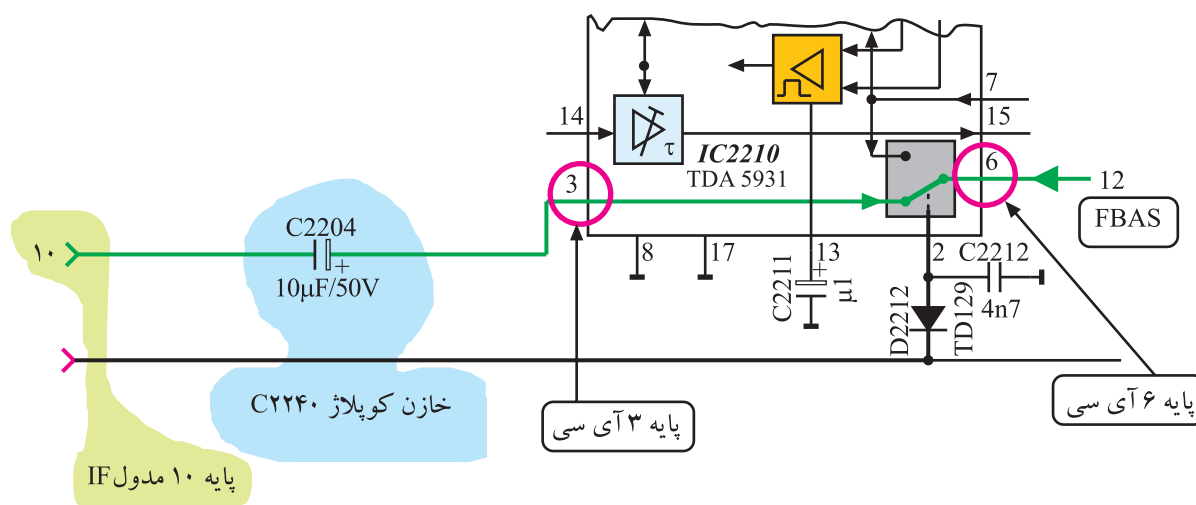 7
14
15
τ
IC2210
TDA 5931
3
6
12
FBAS
C2204
+
10µF/50V
۱۰
8
17
13
2
C2212
4n7
C2211
+
µ1
D2212
TD129
خازن کوپلاژ C۲۲۴۰
پایه ۳ آی سی
پایه ۶ آی سی
پایه ۱۰ مدول IF